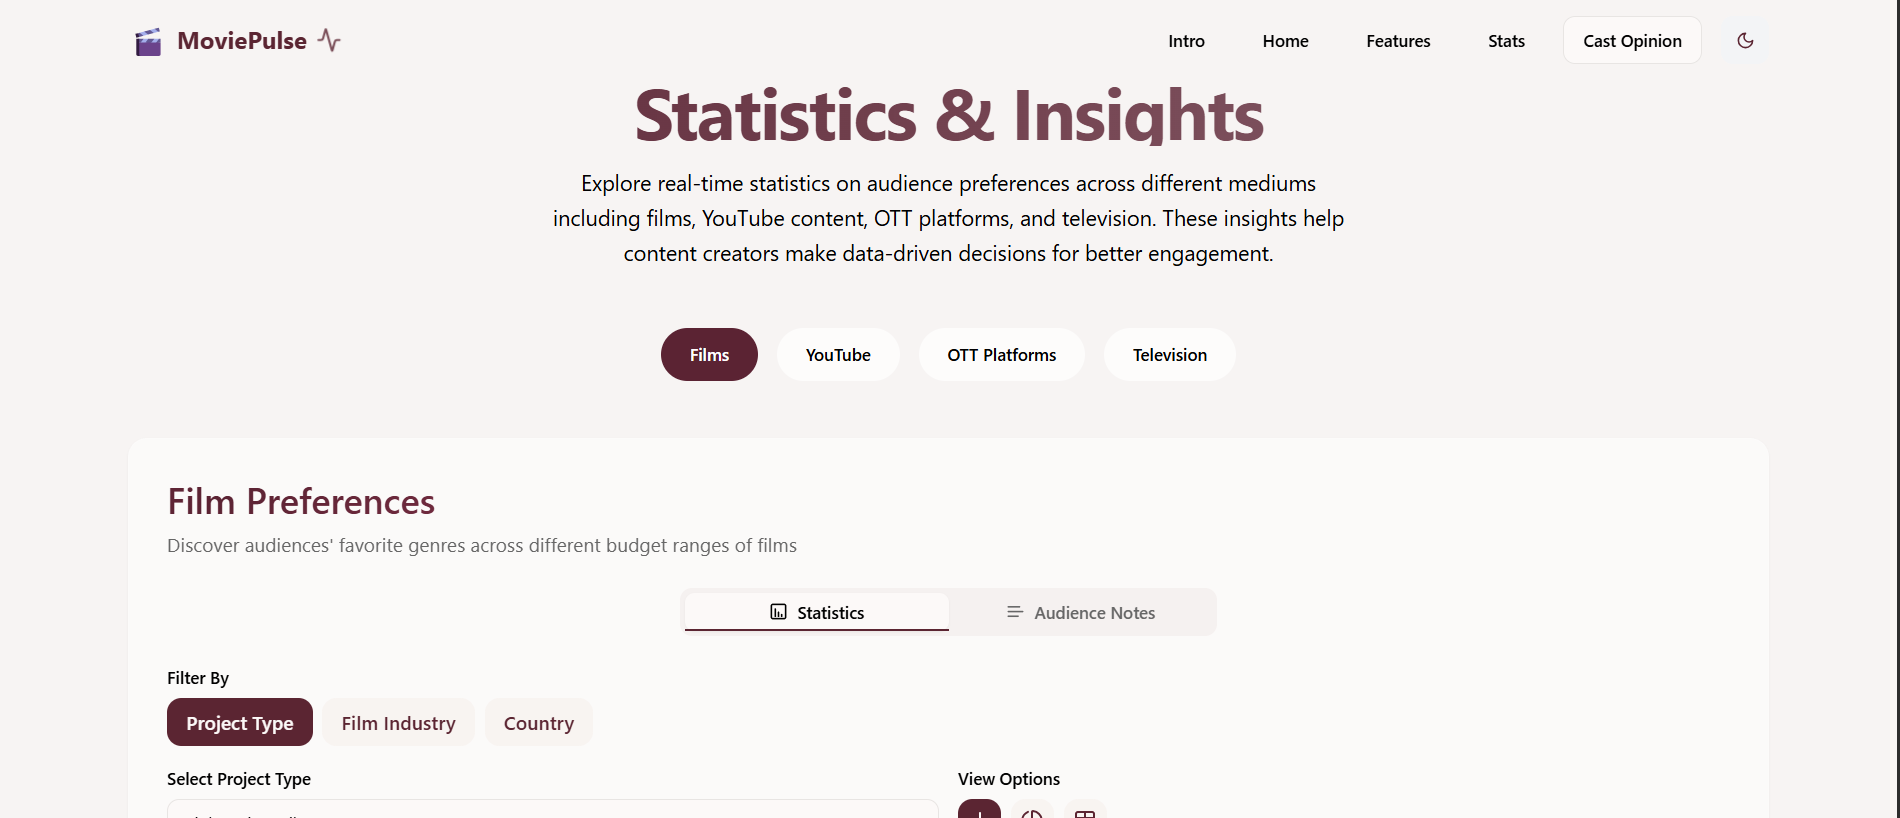 MoviePulse
Intro
Home
Features
Stats
Cast Opinion
Statistics & Insights
Explore real-time statistics on audience preferences across different mediums
including films, YouTube content, OTT platforms, and television. These insights help
content creators make data-driven decisions for better engagement.
Films
YouTube
OTT Platforms
Television
Film Preferences
Discover audiences' favorite genres across different budget ranges of films
Statistics
Audience Notes
Filter By
Project Type
Film Industry
Country
Select Project Type
View Options